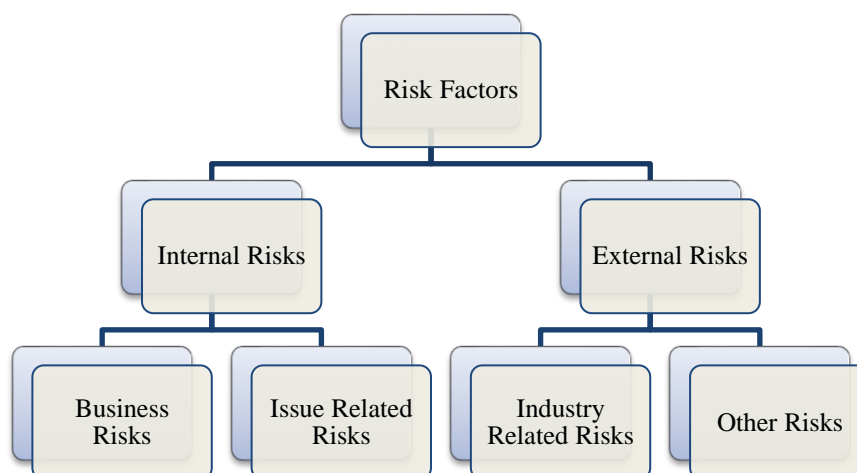 Risk Factors
Internal Risks
External Risks
Business
Risks
Issue Related
Risks
Industry
Related Risks
Other Risks